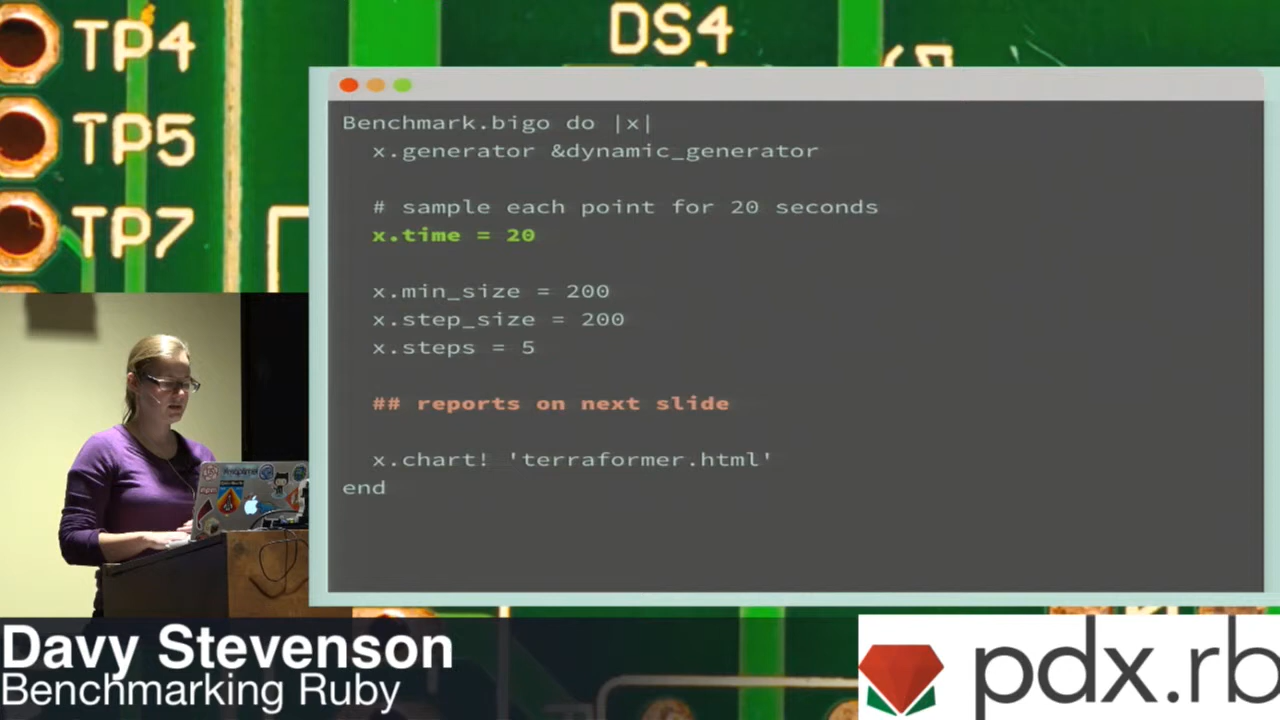 TP4
TP5
TP7
DS4
Benchmark.bigo do |x|
x.generator &dynamic_generator
# sample each point for 20 seconds
x.time = 20
x.min_size = 200
x.step_size = 200
x.steps = 5
## reports on next slide
x.chart! 'terraformer.html'
end
Davy Stevenson
Benchmarking Ruby
pdx.rb